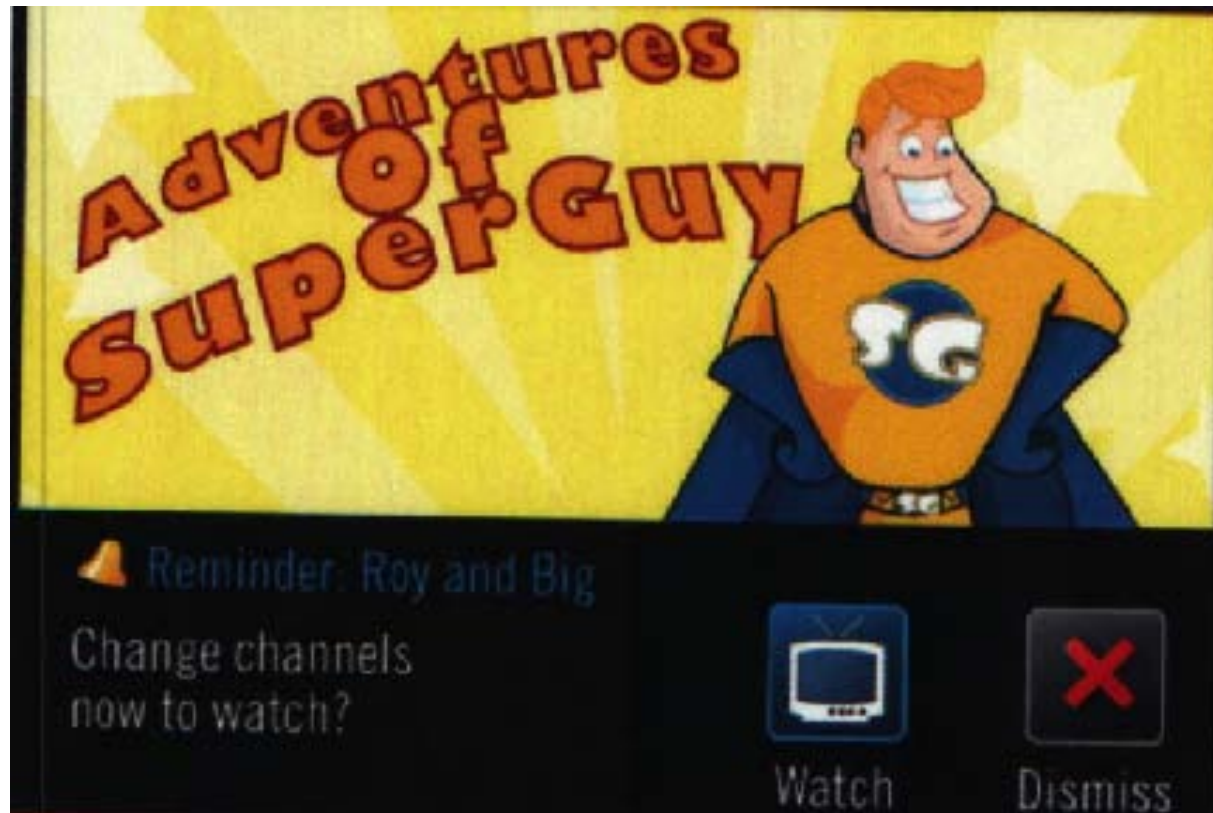 Adventures
of
SuperGuy
SG
SG
Reminder: Roy and Big
Change channels
now to watch?
Watch
Dismiss